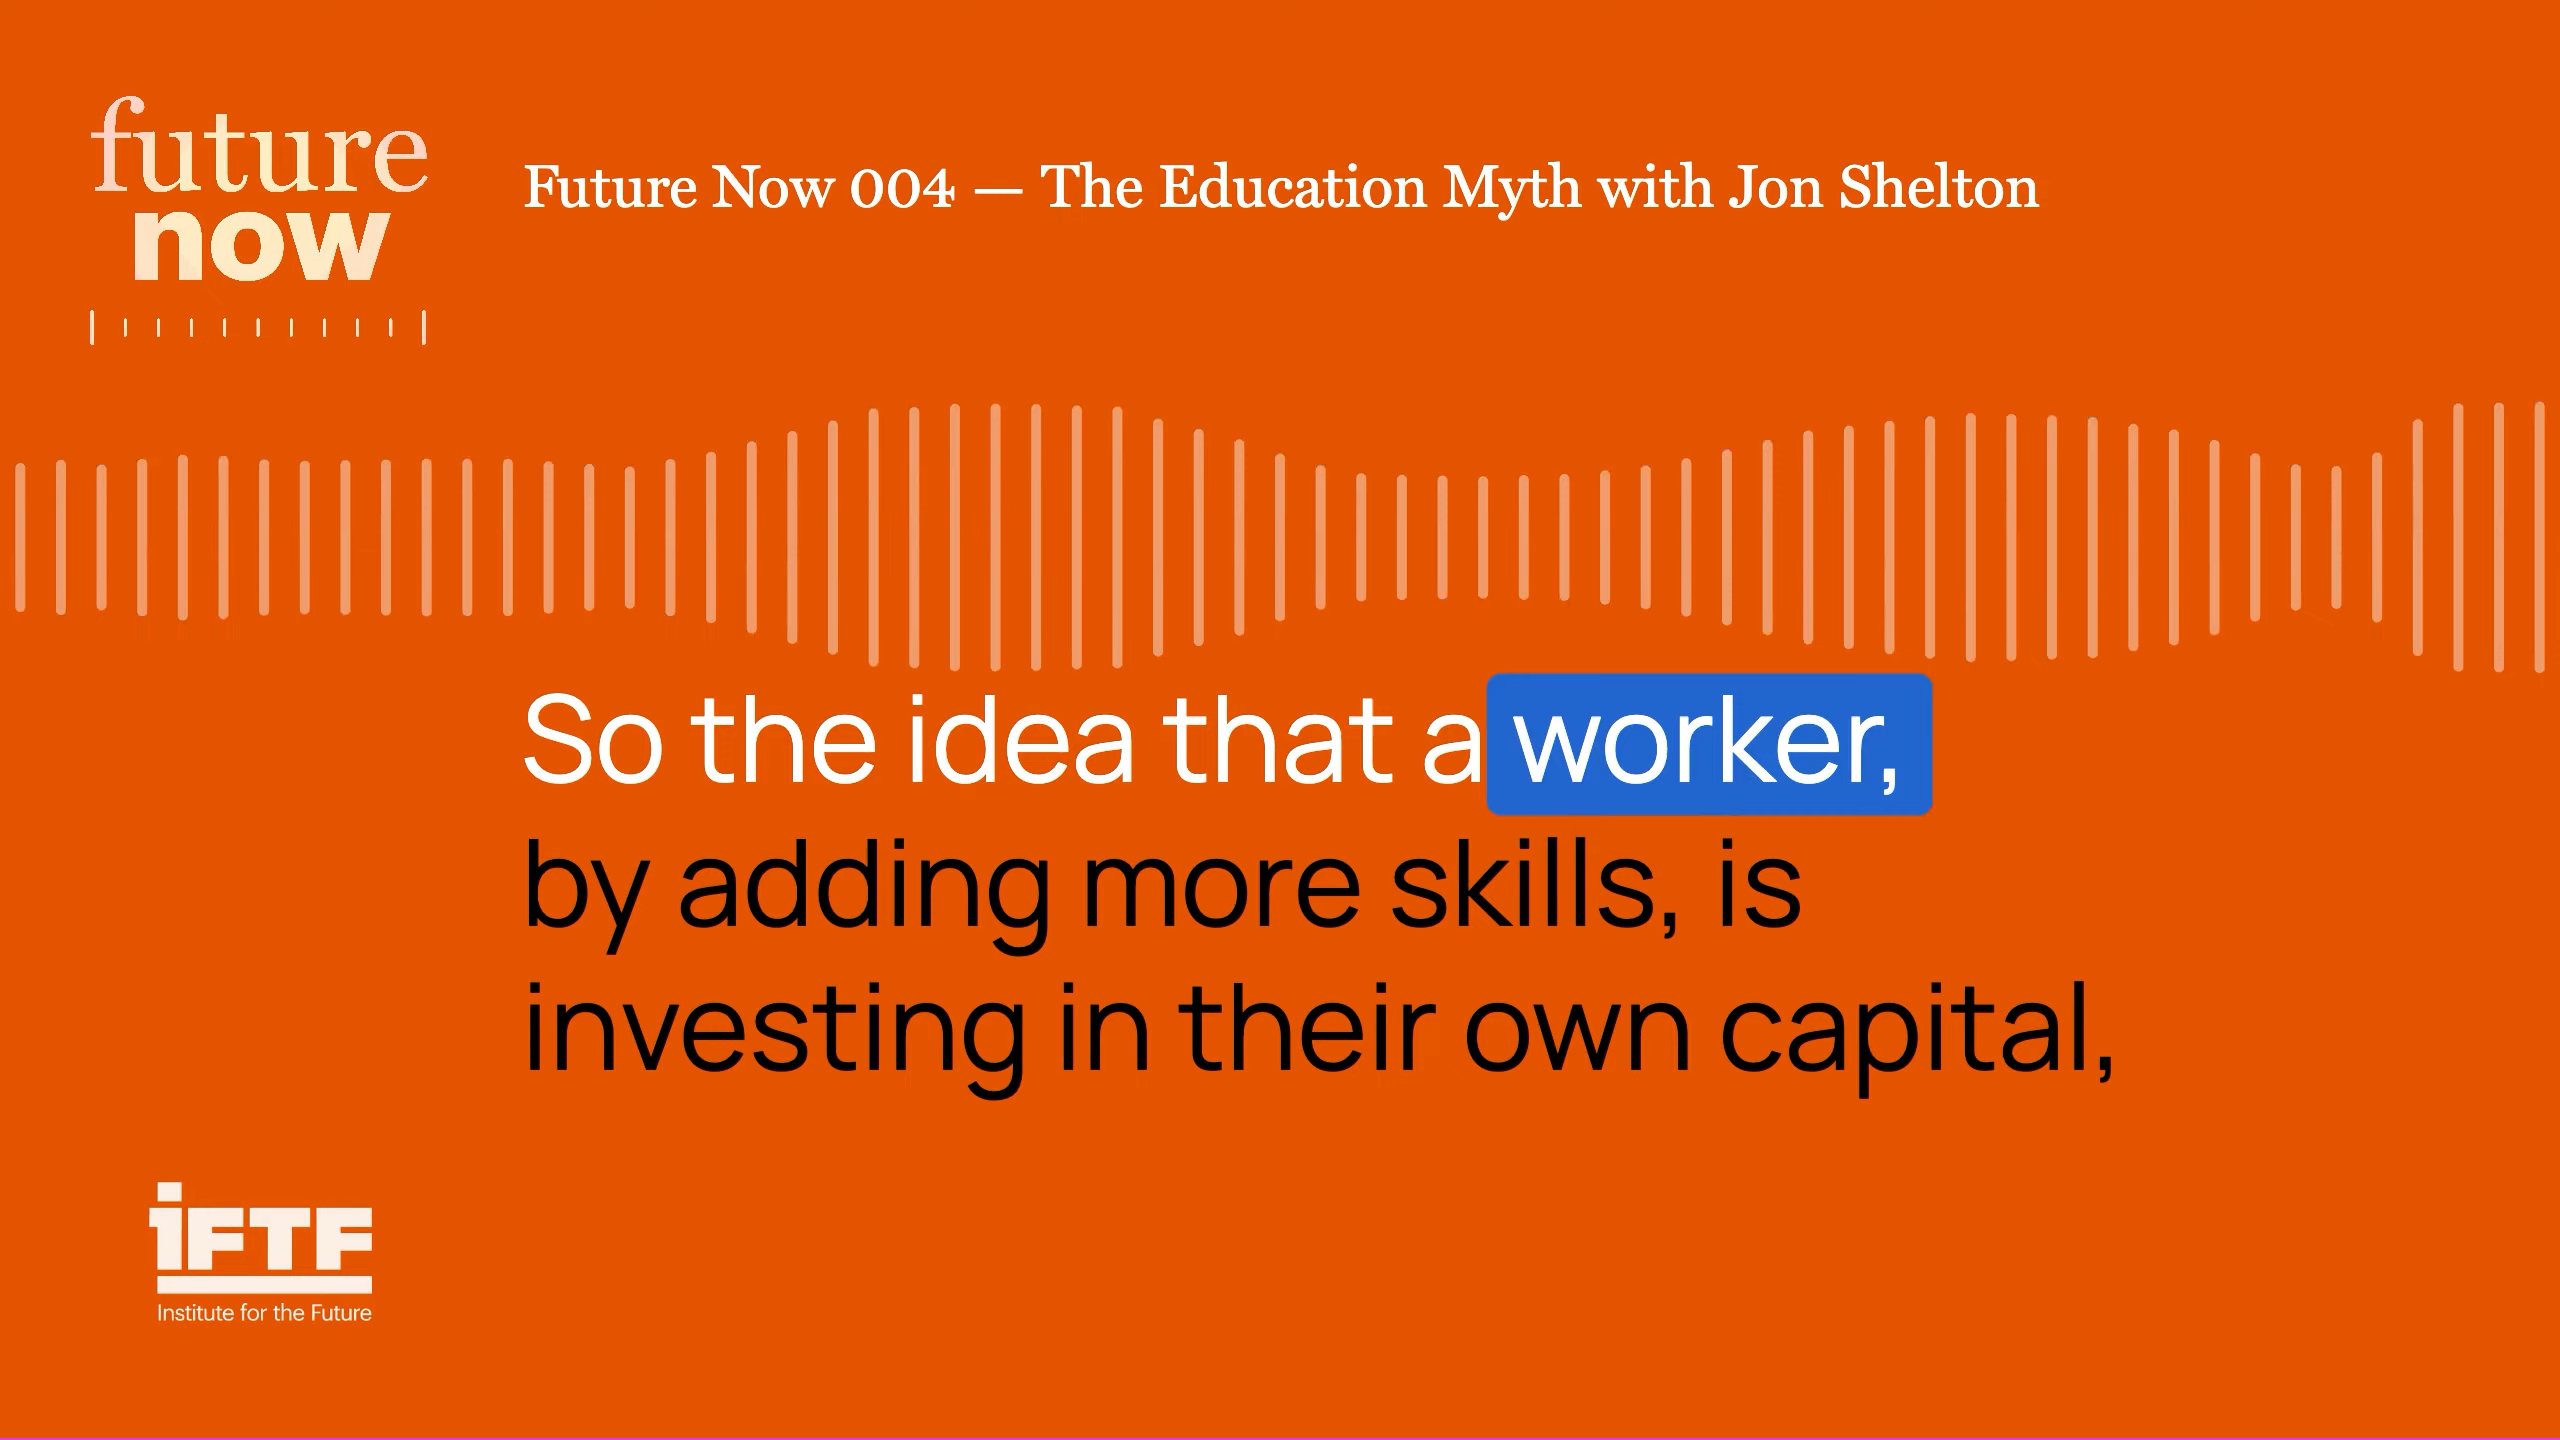 future
now
Future Now 004 — The Education Myth with Jon Shelton
So the idea that a worker,
by adding more skills, is
investing in their own capital,
iFTF
Institute for the Future